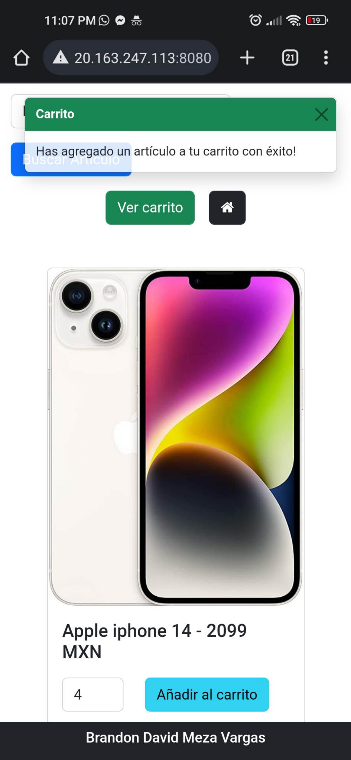 11:07 PM
19
20.163.247.113:8080
21
Carrito
Has agregado un artículo a tu carrito con éxito!
Buscar Artículo
Ver carrito
Apple iphone 14 - 2099
MXN
4
Añadir al carrito
Brandon David Meza Vargas